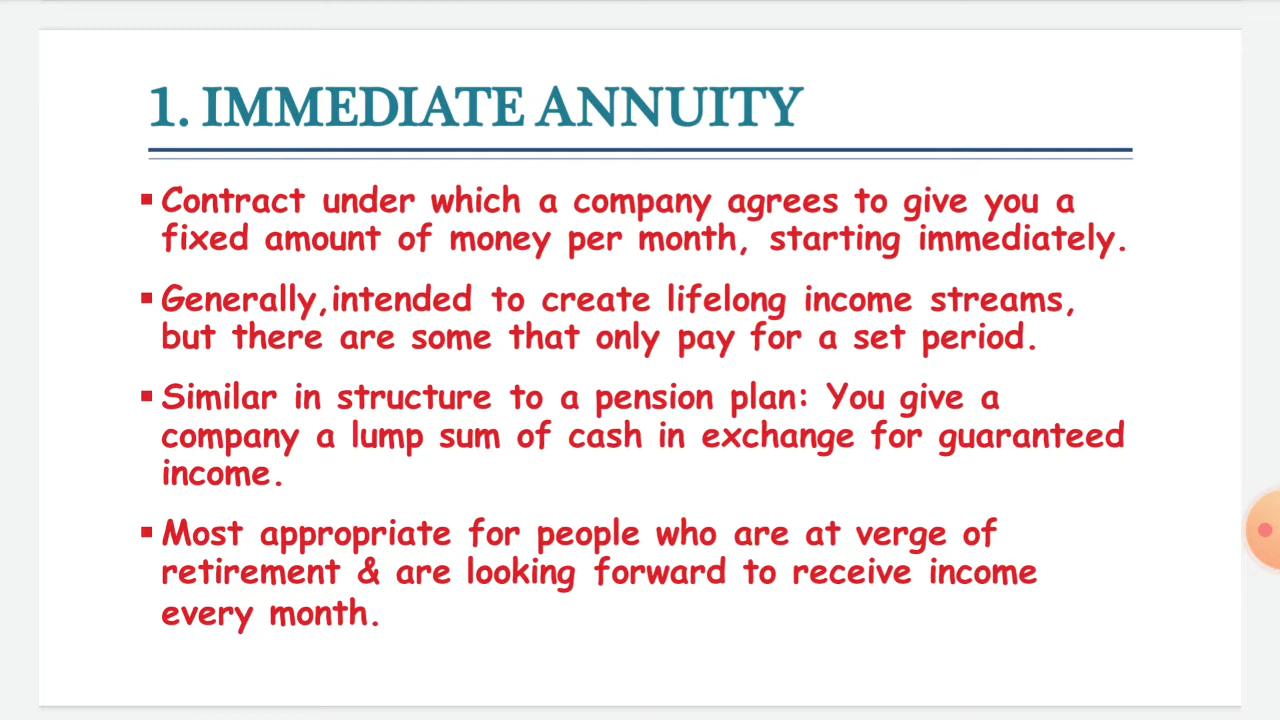 1. IMMEDIATE ANNUITY
▪ Contract under which a company agrees to give you a
fixed amount of money per month, starting immediately.
▪ Generally,intended to create lifelong income streams,
but there are some that only pay for a set period.
▪ Similar in structure to a pension plan: You give a
company a lump sum of cash in exchange for guaranteed
income.
▪ Most appropriate for people who are at verge of
retirement & are looking forward to receive income
every month.